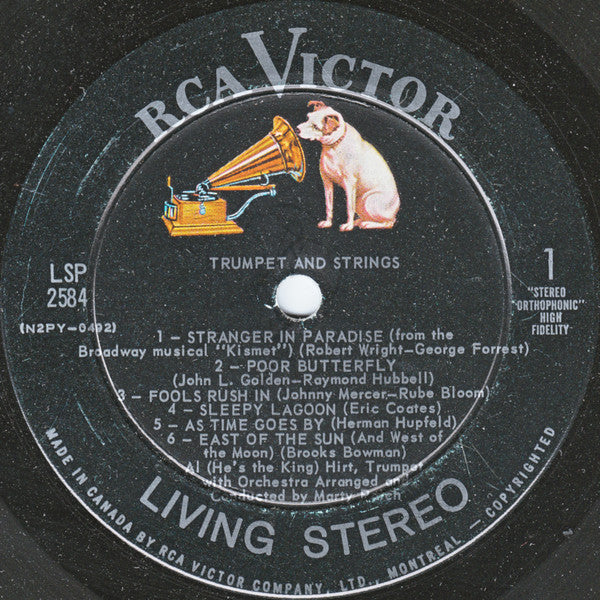 RCA VICTOR
TRUMPET AND STRINGS
LSP
2584
(N2PY-0492)
1
"STEREO
"ORTHOPHONIC"
HIGH
FIDELITY
1 – STRANGER IN PARADISE (from the
Broadway musical "Kismet") (Robert Wright–George Forrest)
2 – POOR BUTTERFLY
(John L. Golden–Raymond Hubbell)
3 – FOOLS RUSH IN (Johnny Mercer–Rube Bloom)
4 – SLEEPY LAGOON (Eric Coates)
5 – AS TIME GOES BY (Herman Hupfeld)
6 – EAST OF THE SUN (And West of
the Moon) (Brooks Bowman)
Al (He's the King) Hirt, Trumpet
with Orchestra Arranged and
Conducted by Marty
LIVING STEREO
MADE IN CANADA BY RCA VICTOR COMPANY, LTD., MONTREAL – COPYRIGHTED